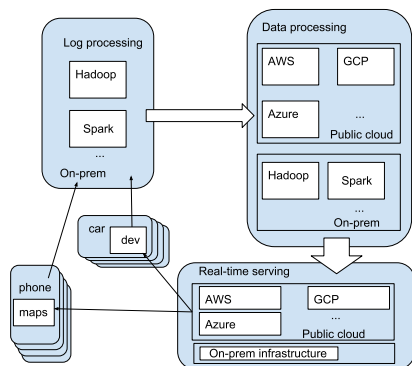 Log processing
Hadoop
Spark
...
On-prem
Data processing
AWS
GCP
Azure
...
Public cloud
Hadoop
Spark
...
On-prem
car
dev
phone
maps
Real-time serving
AWS
GCP
Azure
...
Public cloud
On-prem infrastructure